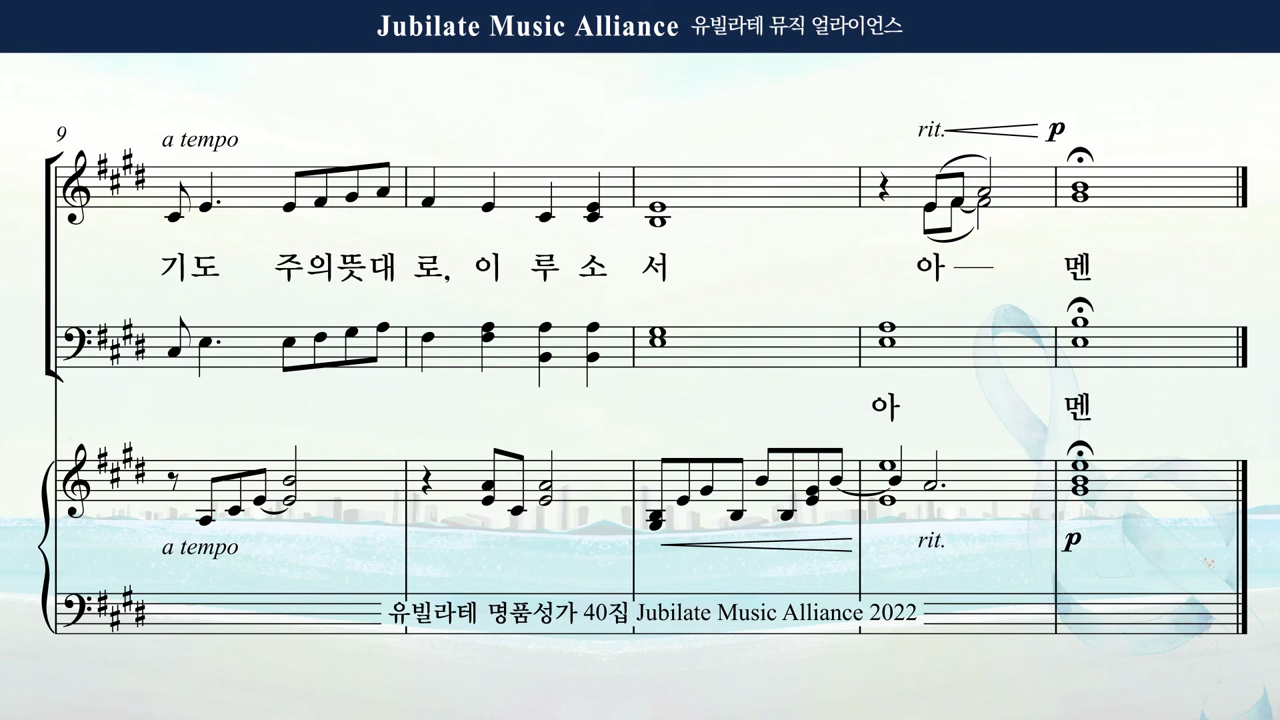 Jubilate Music Alliance 유빌라테 뮤직 얼라이언스
9
a tempo
rit. p
기도 주의뜻대 로, 이 루 소 서 아 멘
아 멘
a tempo rit. p
유빌라테 명품성가 40집 Jubilate Music Alliance 2022